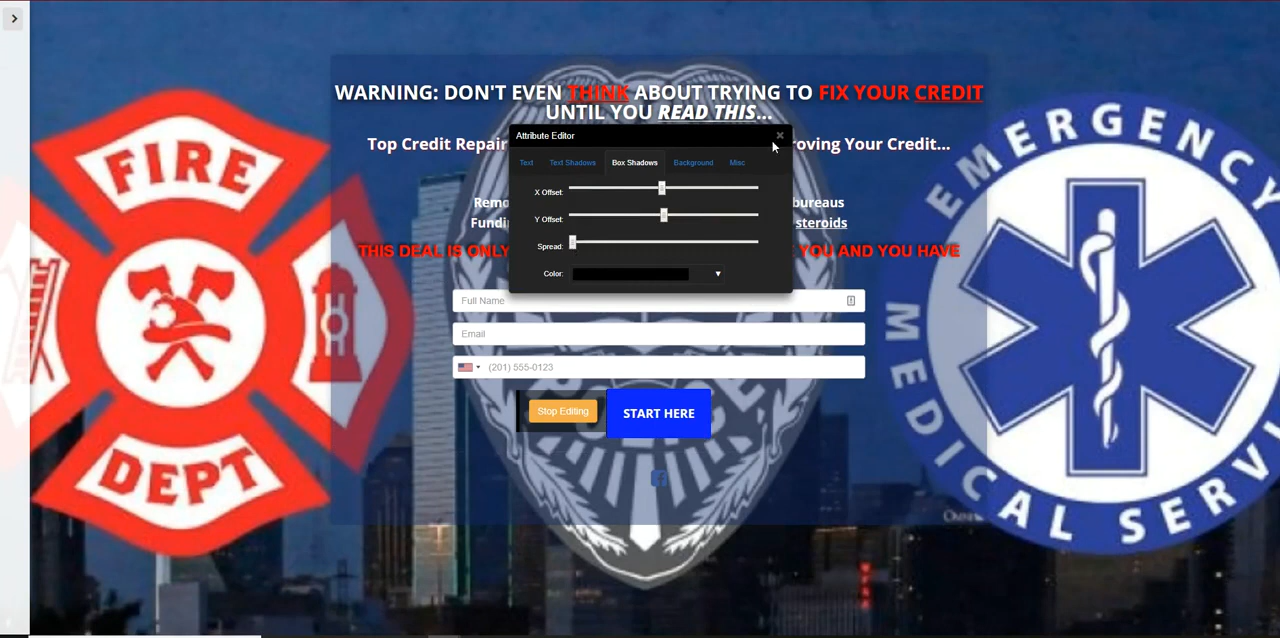 WARNING: DON'T EVEN THINK ABOUT TRYING TO FIX YOUR CREDIT
UNTIL YOU READ THIS...
Attribute Editor
Top Credit Repair
roving Your Credit...
Text Text Shadows Box Shadows Background Misc
X Offset:
Remo
bureaus
Y Offset:
Fundi
steroids
Spread:
THIS DEAL IS ONLY
YOU AND YOU HAVE
Color:
Full Name
Email
(201) 555-0123
Stop Editing
START HERE
FIRE
DEPT
POLICE
EMERGENCY
MEDICAL SERVI